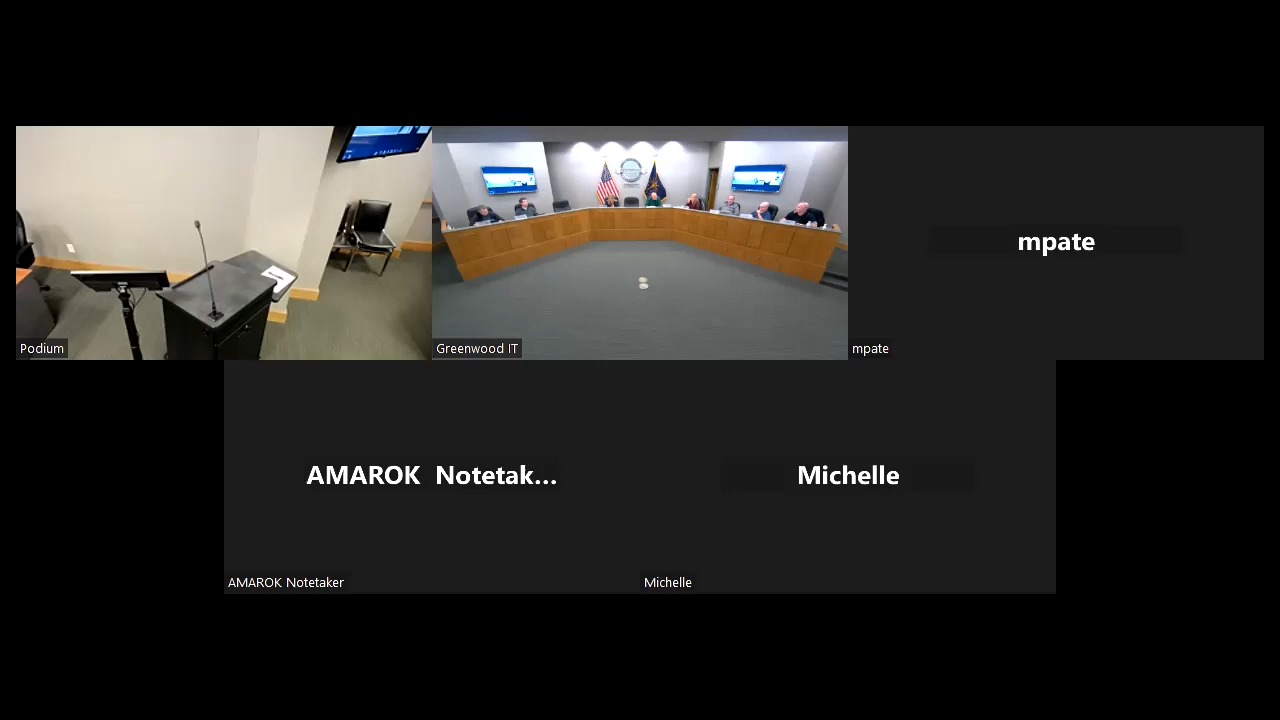 mpate
Podium
Greenwood IT
mpate
AMAROK Notetak...
Michelle
AMAROK Notetaker
Michelle